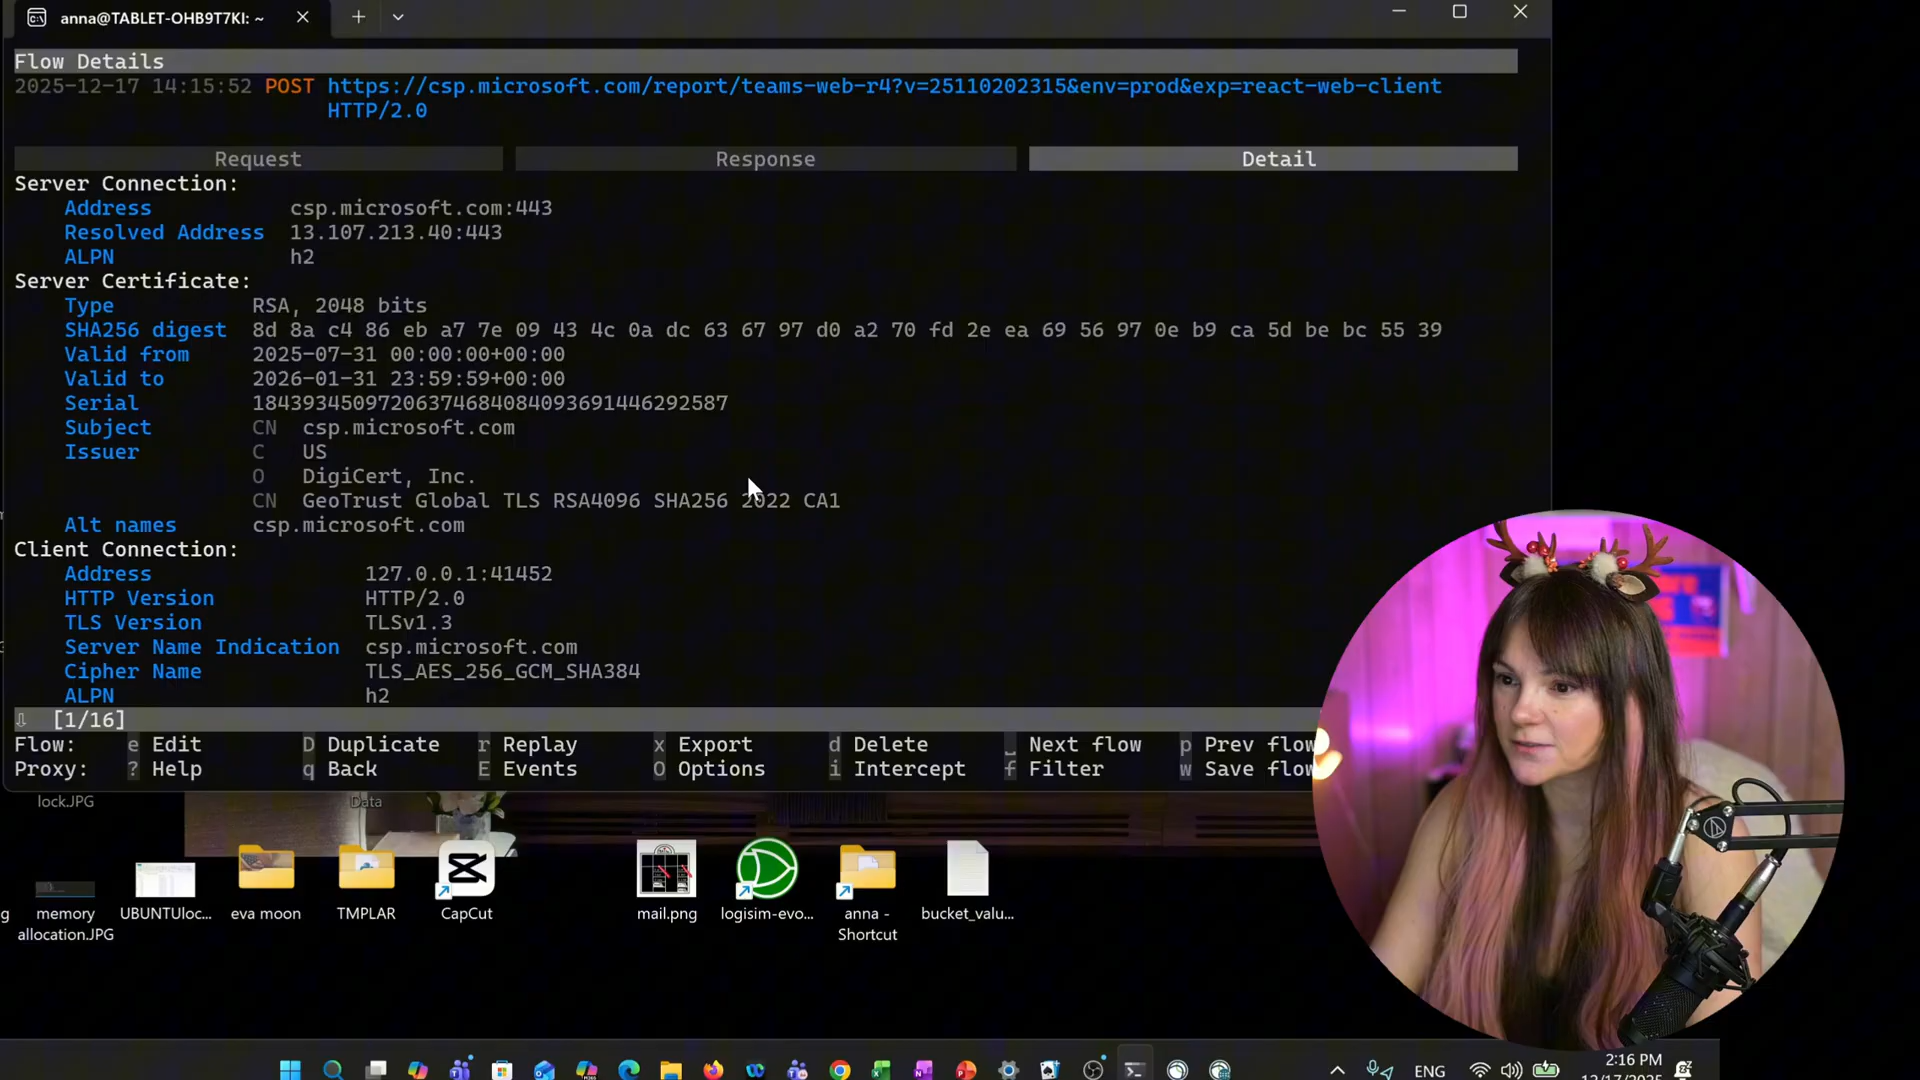 anna@TABLET-OHB9T7KI: ~
Flow Details
2025-12-17 14:15:52 POST https://csp.microsoft.com/report/teams-web-r4?v=25110202315&env=prod&exp=react-web-client
HTTP/2.0
Request Response Detail
Server Connection:
Address csp.microsoft.com:443
Resolved Address 13.107.213.40:443
ALPN h2
Server Certificate:
Type RSA, 2048 bits
SHA256 digest 8d 8a c4 86 eb a7 7e 09 43 4c 0a dc 63 67 97 d0 a2 70 fd 2e ea 69 56 97 0e b9 ca 5d be bc 55 39
Valid from 2025-07-31 00:00:00+00:00
Valid to 2026-01-31 23:59:59+00:00
Serial 18439345097206374684084093691446292587
Subject CN csp.microsoft.com
Issuer C US
O DigiCert, Inc.
CN GeoTrust Global TLS RSA4096 SHA256 2022 CA1
Alt names csp.microsoft.com
Client Connection:
Address 127.0.0.1:41452
HTTP Version HTTP/2.0
TLS Version TLSv1.3
Server Name Indication csp.microsoft.com
Cipher Name TLS_AES_256_GCM_SHA384
ALPN h2
⇩ [1/16]
Flow: e Edit D Duplicate r Replay x Export d Delete ␣ Next flow p Prev flow
Proxy: ? Help q Back E Events O Options i Intercept f Filter w Save flow
lock.JPG Data
memory allocation.JPG
UBUNTUloc...
eva moon
TMPLAR
CapCut
mail.png
logisim-evo...
anna - Shortcut
bucket_valu...
ENG
2:16 PM
12/17/2025